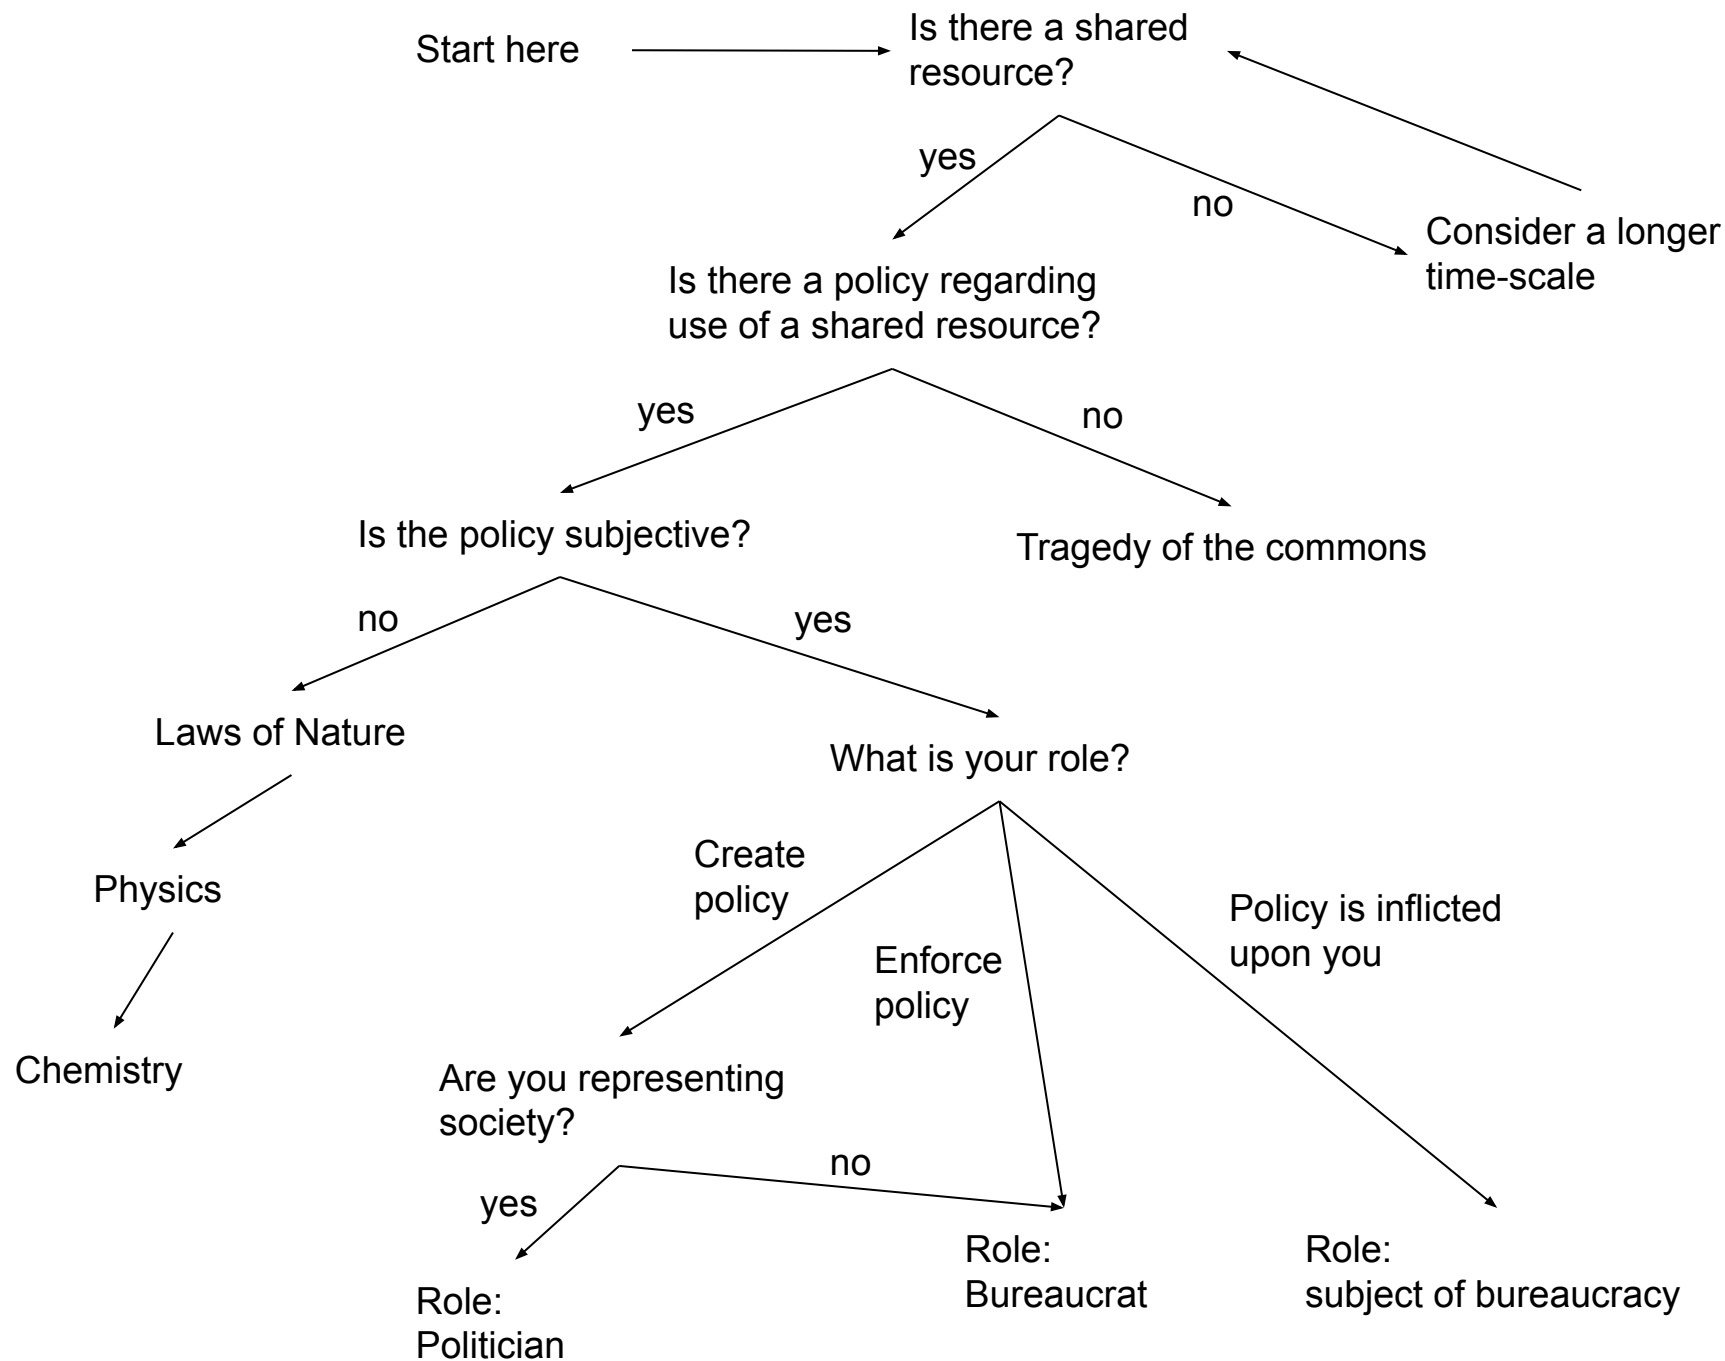 Start here
Is there a shared
resource?
yes
no
Consider a longer
time-scale
Is there a policy regarding
use of a shared resource?
yes
no
Is the policy subjective?
Tragedy of the commons
no
yes
Laws of Nature
What is your role?
Physics
Create
policy
Enforce
policy
Policy is inflicted
upon you
Chemistry
Are you representing
society?
yes
no
Role:
Politician
Role:
Bureaucrat
Role:
subject of bureaucracy